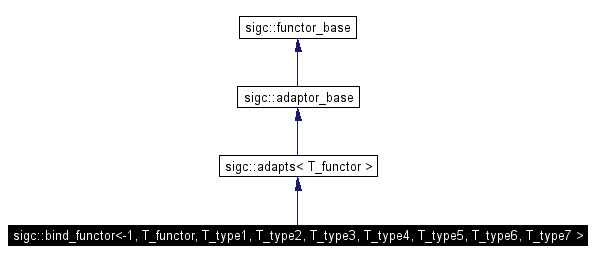 sigc::functor_base
sigc::adaptor_base
sigc::adapts< T_functor >
sigc::bind_functor<-1, T_functor, T_type1, T_type2, T_type3, T_type4, T_type5, T_type6, T_type7 >